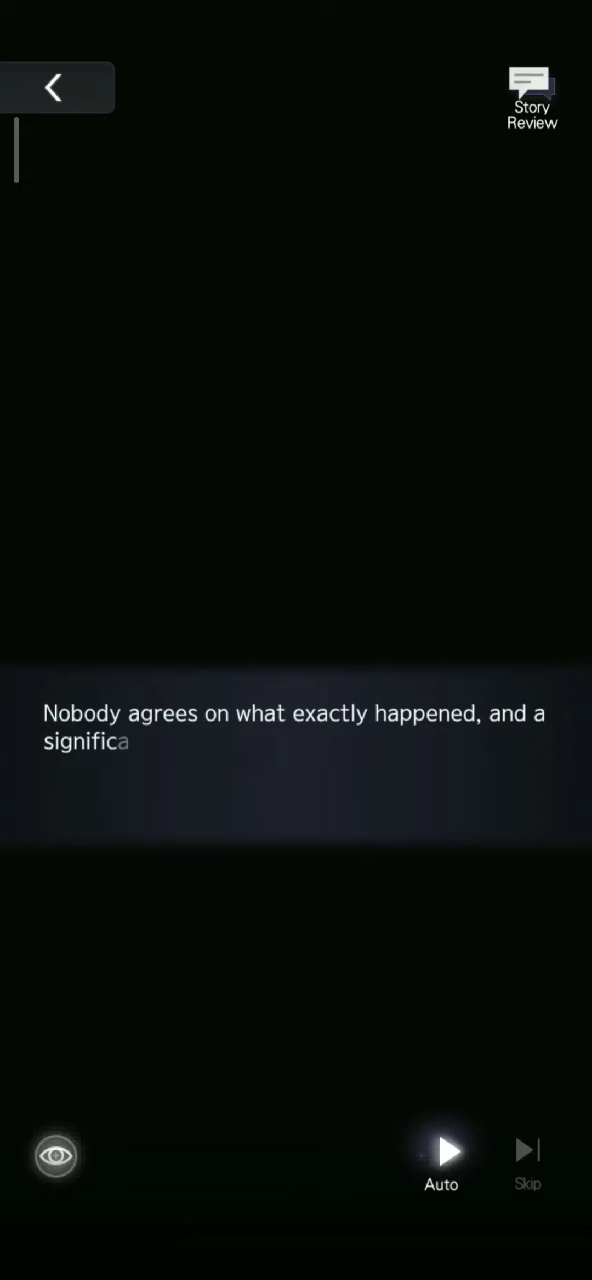 Story
Review
Nobody agrees on what exactly happened, and a
significa
Auto
Skip